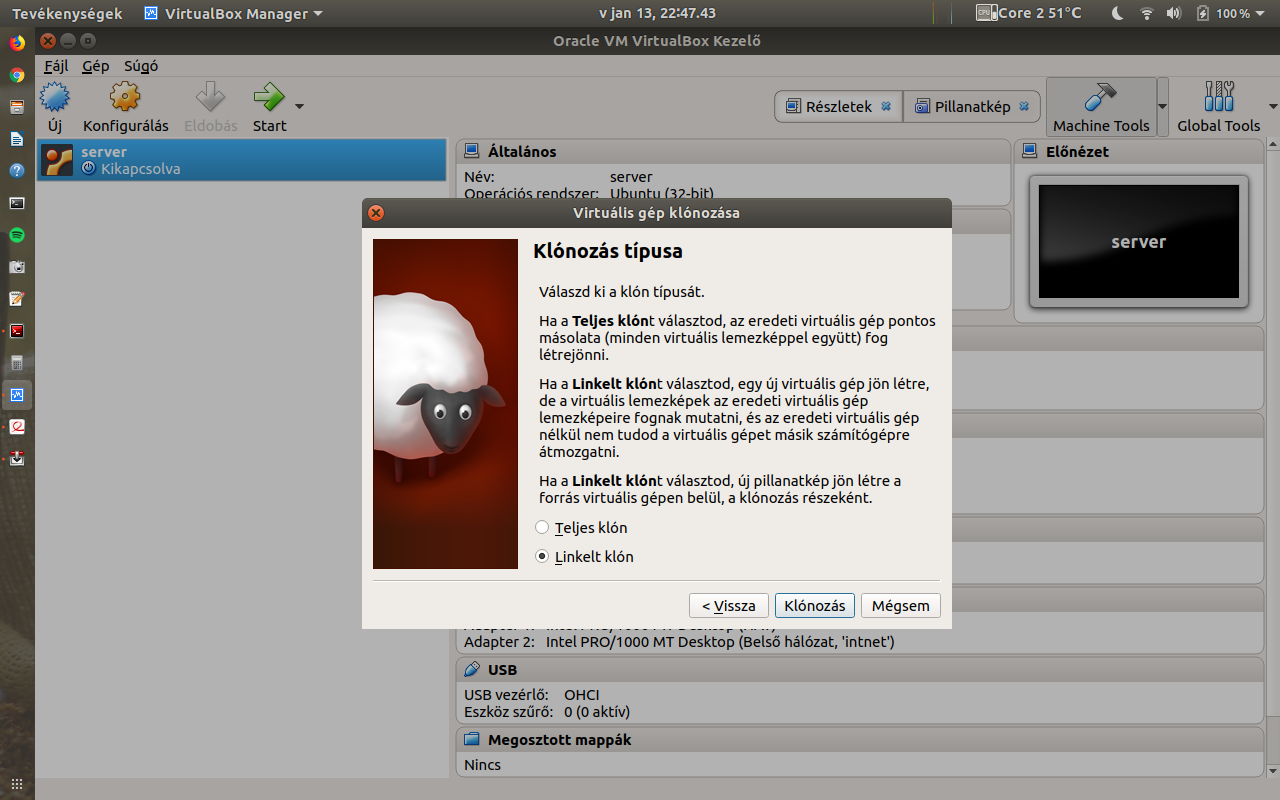 Tevékenységek VirtualBox Manager v jan 13, 22:47.43 CPU Core 2 51°C 100 %
Oracle VM VirtualBox Kezelő
Fájl Gép Súgó
Új Konfigurálás Eldobás Start Részletek Pillanatkép Machine Tools Global Tools
server
Kikapcsolva
Általános
Név: server
Operációs rendszer: Ubuntu (32-bit)
Előnézet
server
Virtuális gép klónozása
Klónozás típusa
Válaszd ki a klón típusát.
Ha a Teljes klónt választod, az eredeti virtuális gép pontos
másolata (minden virtuális lemezképpel együtt) fog
létrejönni.
Ha a Linkelt klónt választod, egy új virtuális gép jön létre,
de a virtuális lemezképek az eredeti virtuális gép
lemezképeire fognak mutatni, és az eredeti virtuális gép
nélkül nem tudod a virtuális gépet másik számítógépre
átmozgatni.
Ha a Linkelt klónt választod, új pillanatkép jön létre a
forrás virtuális gépen belül, a klónozás részeként.
Teljes klón
Linkelt klón
< Vissza Klónozás Mégsem
Adapter 2: Intel PRO/1000 MT Desktop (Belső hálózat, 'intnet')
USB
USB vezérlő: OHCI
Eszköz szűrő: 0 (0 aktív)
Megosztott mappák
Nincs